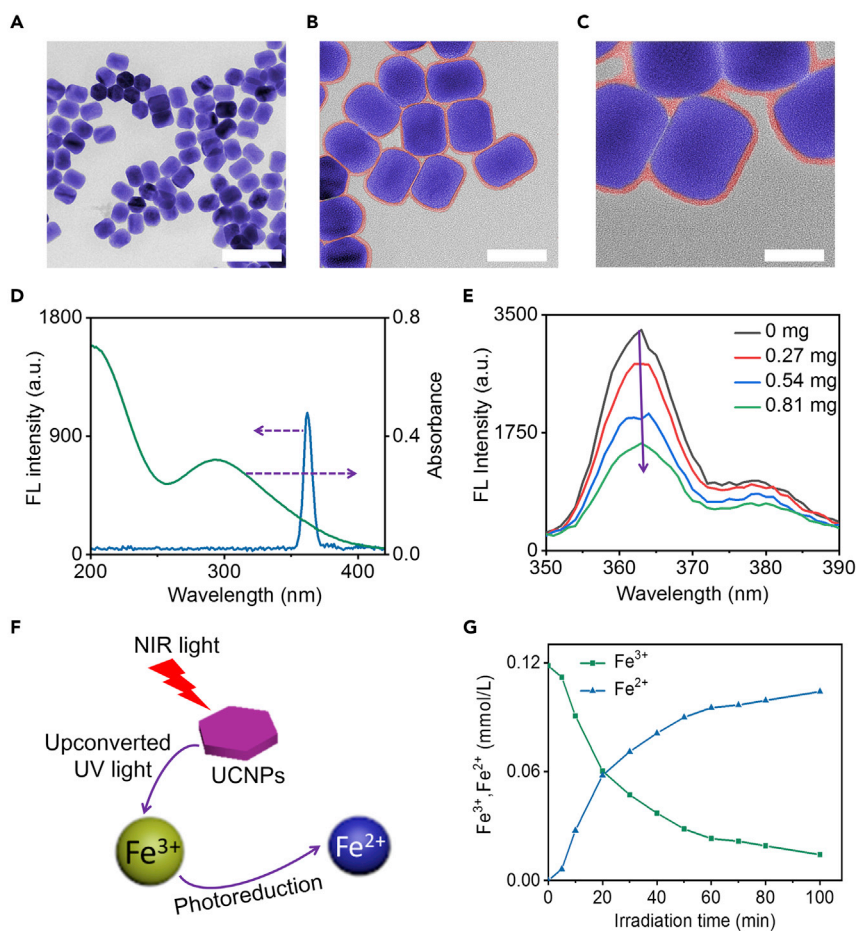 A
B
C
D
1800
900
0
FL intensity (a.u.)
0.8
0.4
0.0
Absorbance
200
300
400
Wavelength (nm)
E
3500
1750
0
FL Intensity (a.u.)
0 mg
0.27 mg
0.54 mg
0.81 mg
350
360
370
380
390
Wavelength (nm)
F
NIR light
Upconverted
UV light
UCNPs
Fe³⁺
Fe²⁺
Photoreduction
G
0.12
0.06
0.00
Fe³⁺,Fe²⁺ (mmol/L)
Fe³⁺
Fe²⁺
0
20
40
60
80
100
Irradiation time (min)